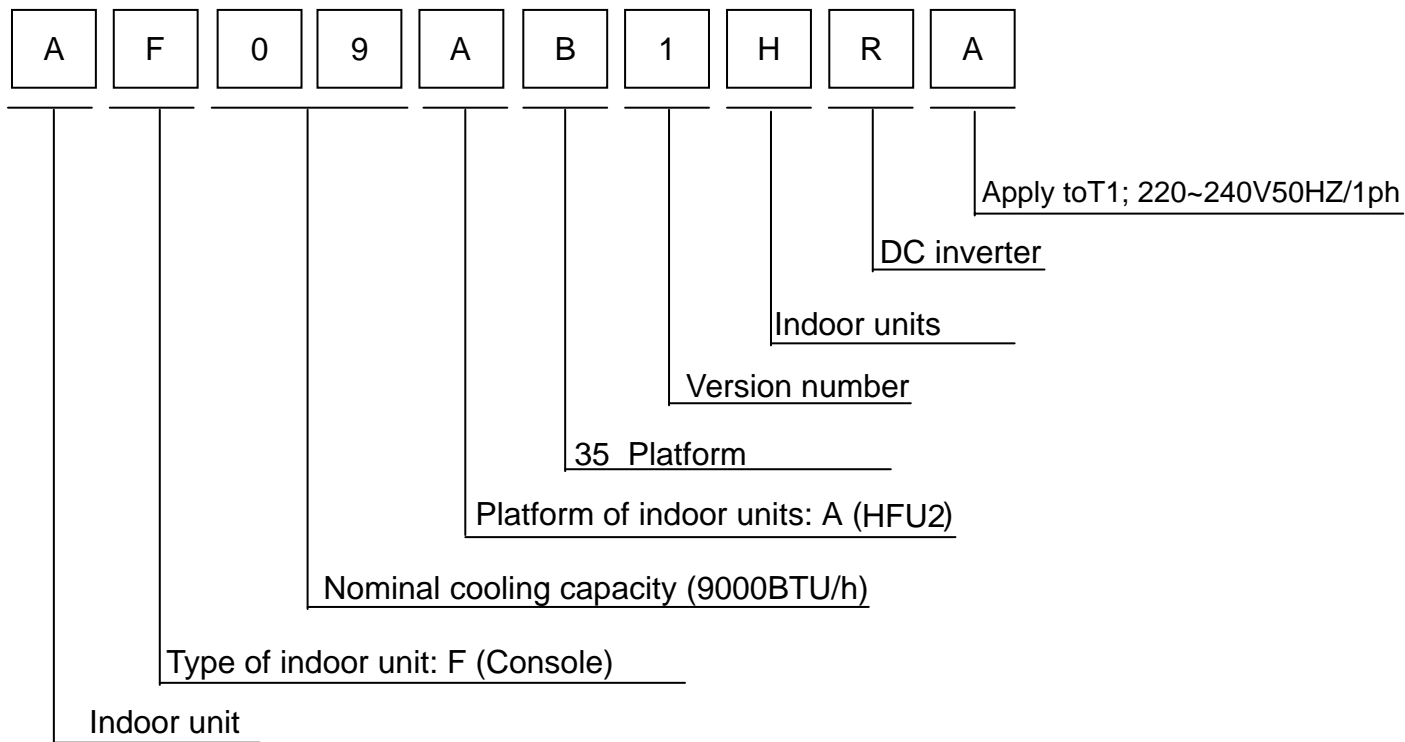 A F 0 9 A B 1 H R A
Apply toT1; 220~240V50HZ/1ph
DC inverter
Indoor units
Version number
35 Platform
Platform of indoor units: A (HFU2)
Nominal cooling capacity (9000BTU/h)
Type of indoor unit: F (Console)
Indoor unit